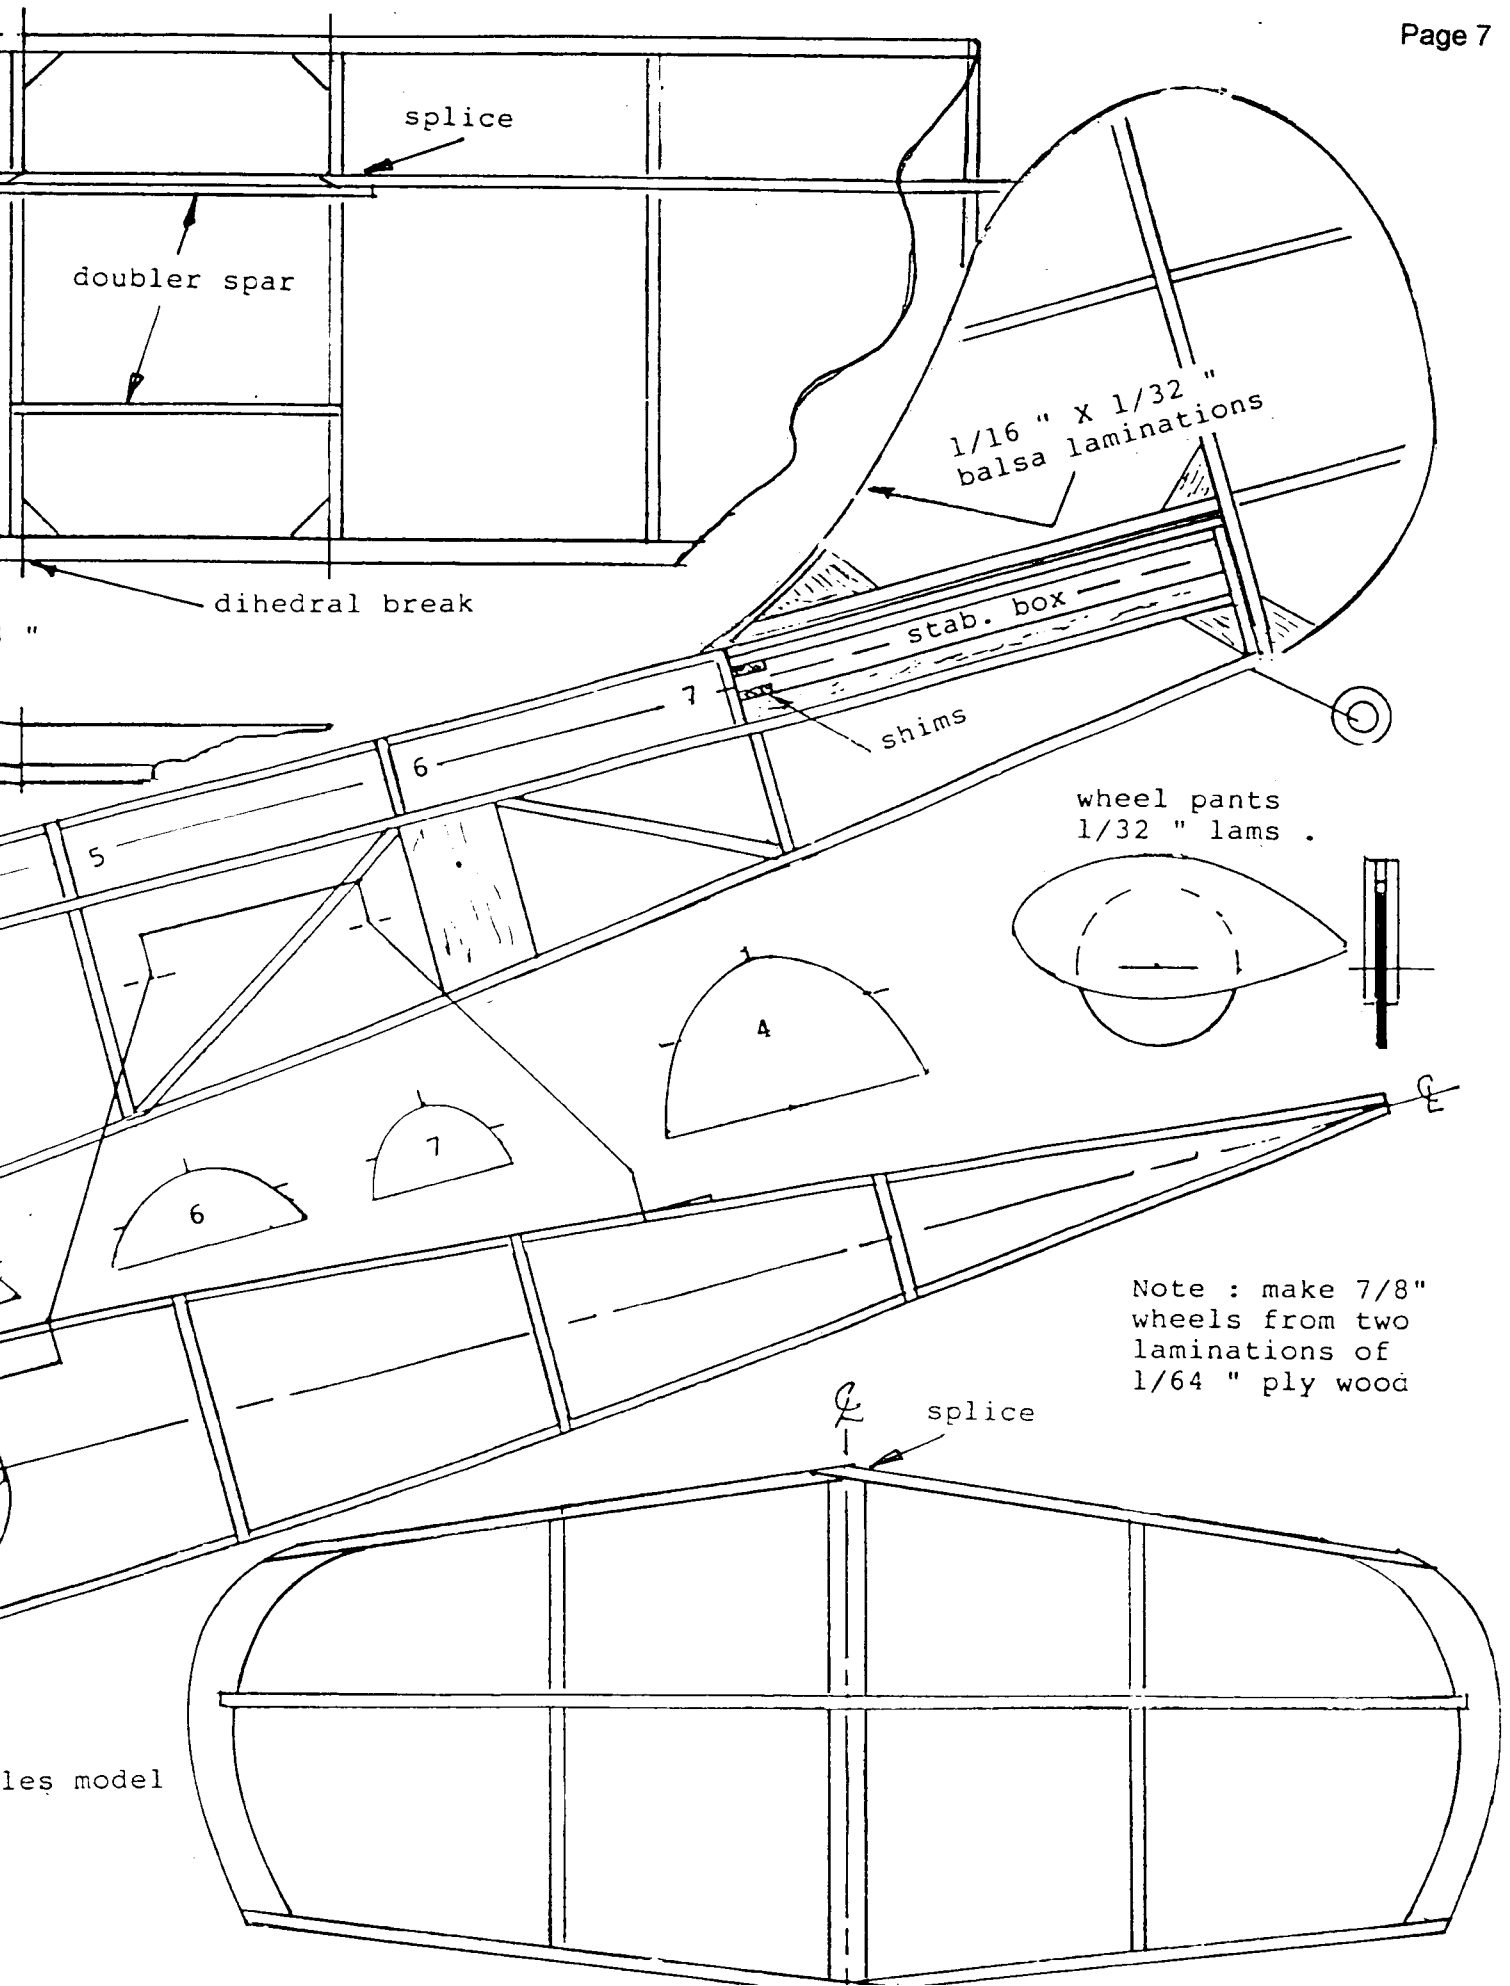 Page 7
splice
doubler spar
1/16 " X 1/32 "
balsa laminations
dihedral break
"
stab. box
7
shims
6
5
wheel pants
1/32 " lams .
4
7
6
℄
Note : make 7/8"
wheels from two
laminations of
1/64 " ply wood
℄
splice
les model